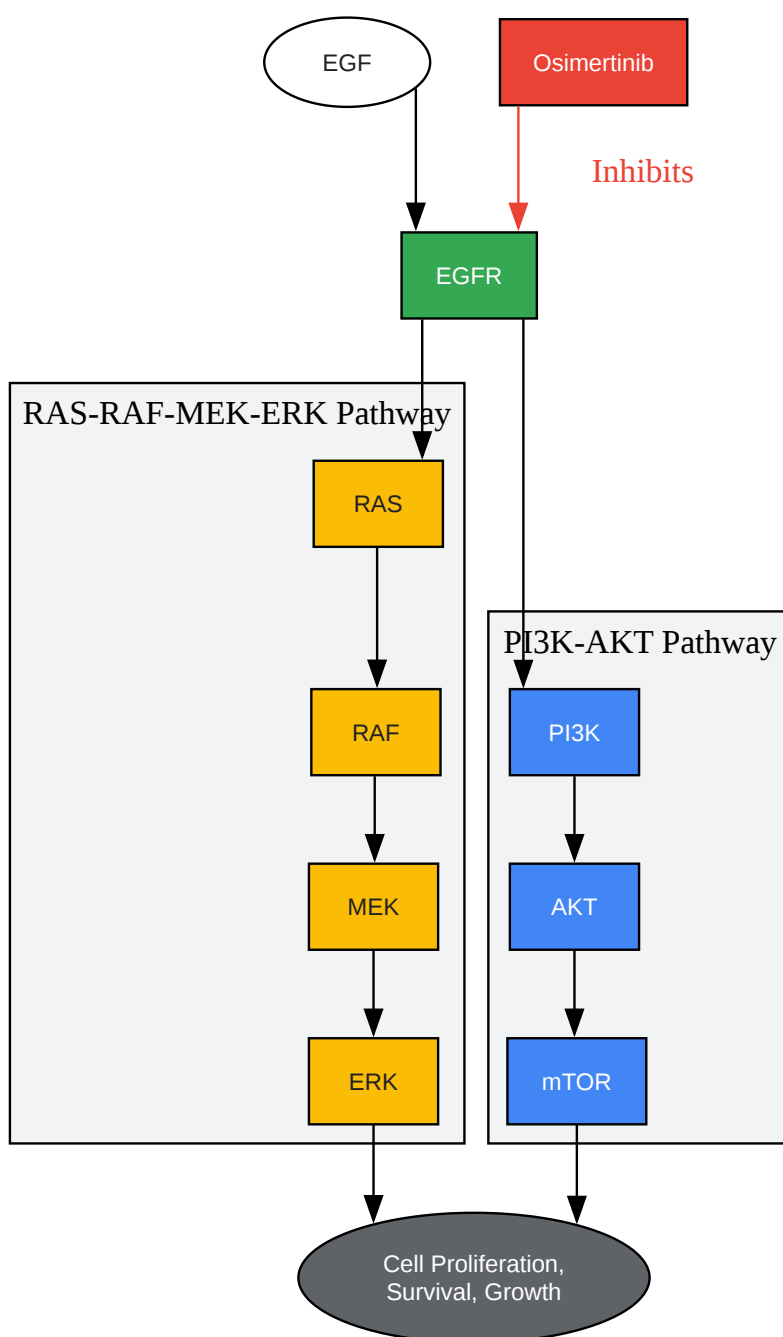 EGF
Osimertinib
Inhibits
EGFR
RAS-RAF-MEK-ERK Pathway
RAS
PI3K-AKT Pathway
RAF
PI3K
MEK
AKT
ERK
mTOR
Cell Proliferation,
Survival, Growth